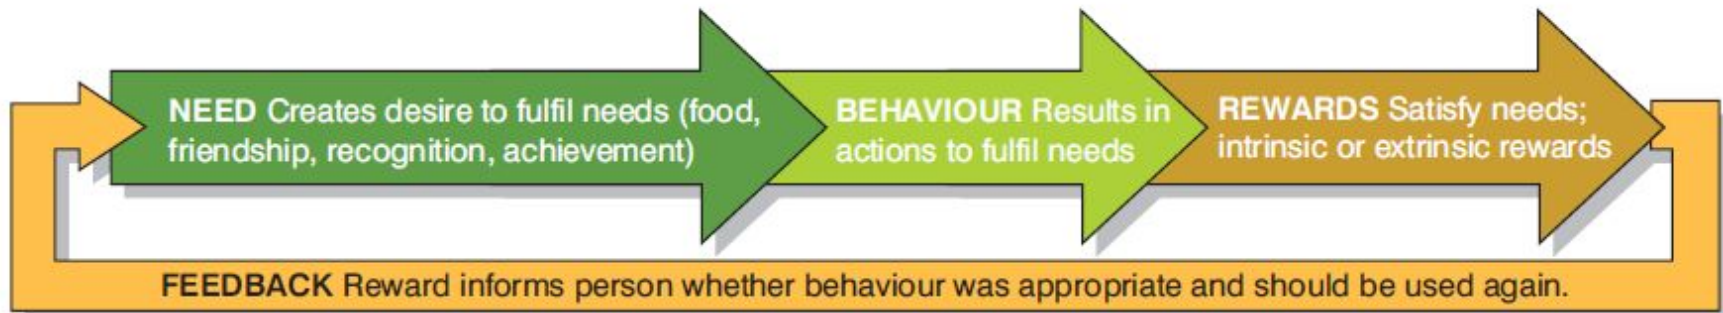 NEED Creates desire to fulfil needs (food,
friendship, recognition, achievement)
BEHAVIOUR Results in
actions to fulfil needs
REWARDS Satisfy needs;
intrinsic or extrinsic rewards
FEEDBACK Reward informs person whether behaviour was appropriate and should be used again.